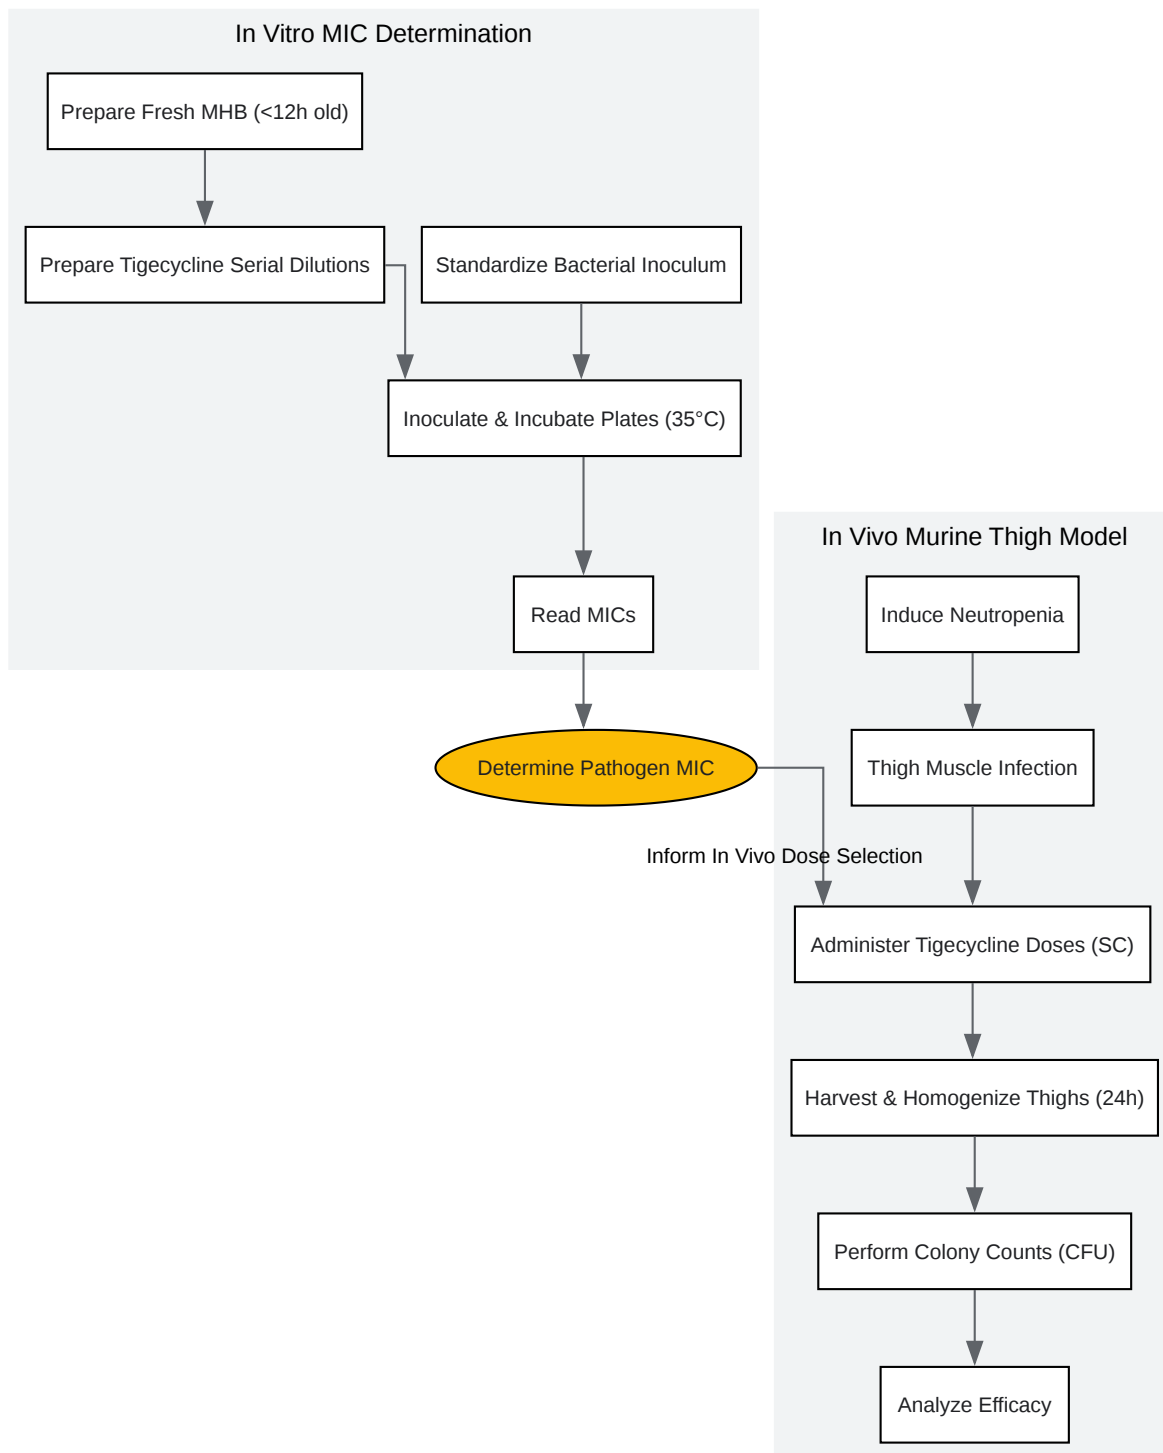 In Vitro MIC Determination
Prepare Fresh MHB (<12h old)
Prepare Tigecycline Serial Dilutions
Standardize Bacterial Inoculum
Inoculate & Incubate Plates (35°C)
Read MICs
Determine Pathogen MIC
Inform In Vivo Dose Selection
In Vivo Murine Thigh Model
Induce Neutropenia
Thigh Muscle Infection
Administer Tigecycline Doses (SC)
Harvest & Homogenize Thighs (24h)
Perform Colony Counts (CFU)
Analyze Efficacy